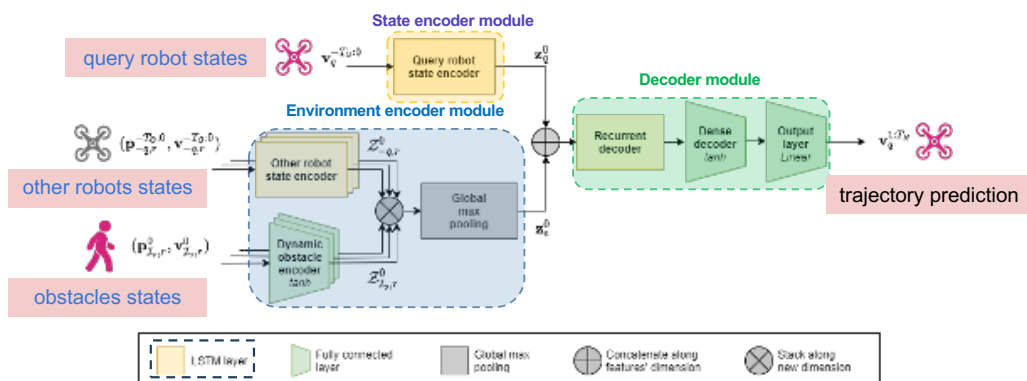 State encoder module
query robot states
Query robot
state encoder
Decoder module
Environment encoder module
other robots states
Other robot
state encoder
Global
max
pooling
Recurrent
decoder
Dense
decoder
tanh
Output
layer
Linear
trajectory prediction
Dynamic
obstacle
encoder
tanh
obstacles states
LSTM layer
Fully connected
layer
Global max
pooling
Concatenate along
features' dimension
Stack along
new dimension